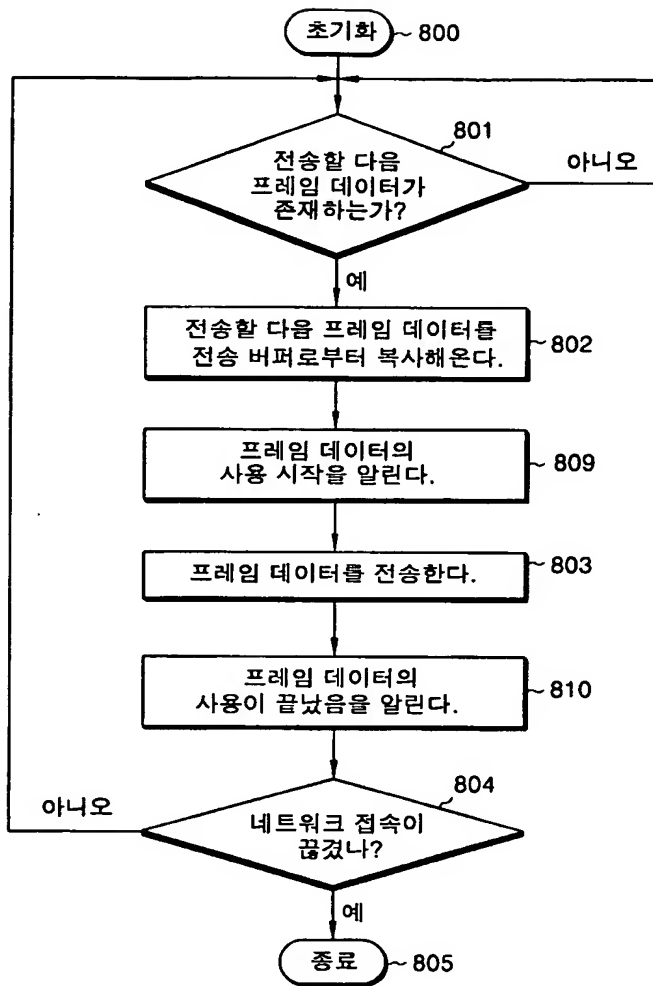 초기화
800
801
전송할 다음
프레임 데이터가
존재하는가?
아니오
예
전송할 다음 프레임 데이터를
전송 버퍼로부터 복사해온다.
802
프레임 데이터의
사용 시작을 알린다.
809
프레임 데이터를 전송한다.
803
프레임 데이터의
사용이 끝났음을 알린다.
810
804
아니오
네트워크 접속이
끊겼나?
예
종료
805